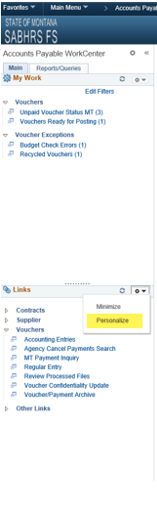 Favorites Main Menu > Accounts Paya
STATE OF MONTANA
SABHRS FS
Accounts Payable WorkCenter «
Main Reports/Queries
My Work
Edit Filters
Vouchers
Unpaid Voucher Status MT (3)
Vouchers Ready for Posting (1)
Voucher Exceptions
Budget Check Errors (1)
Recycled Vouchers (1)
Links
Minimize
Personalize
Contracts
Supplier
Vouchers
Accounting Entries
Agency Cancel Payments Search
MT Payment Inquiry
Regular Entry
Review Processed Files
Voucher Confidentiality Update
Voucher/Payment Archive
Other Links